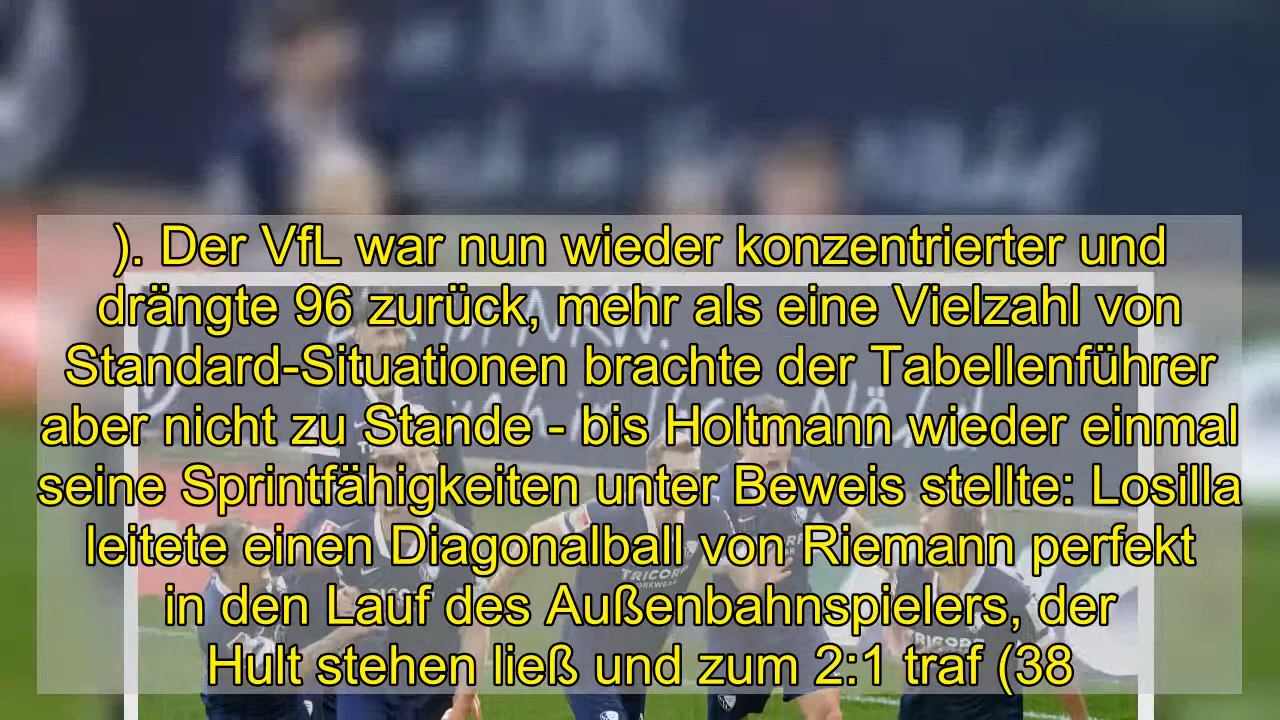 ). Der VfL war nun wieder konzentrierter und
drängte 96 zurück, mehr als eine Vielzahl von
Standard-Situationen brachte der Tabellenführer
aber nicht zu Stande - bis Holtmann wieder einmal
seine Sprintfähigkeiten unter Beweis stellte: Losilla
leitete einen Diagonalball von Riemann perfekt
in den Lauf des Außenbahnspielers, der
Hult stehen ließ und zum 2:1 traf (38
TRICORP
WORKWEAR